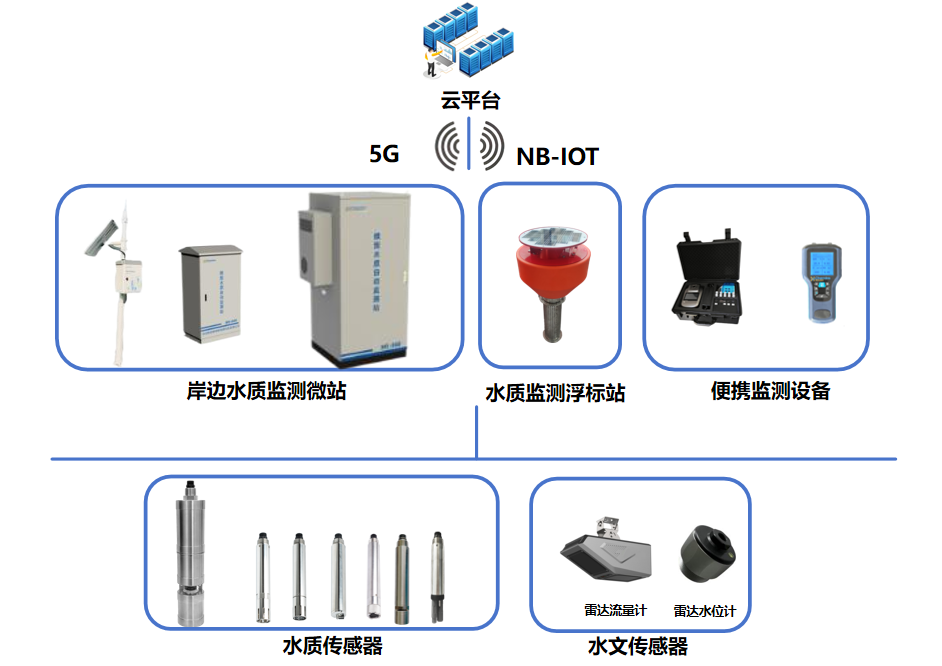 云平台
5G
NB-IOT
岸边水质监测微站
水质监测浮标站
便携监测设备
雷达流量计
雷达水位计
水质传感器
水文传感器